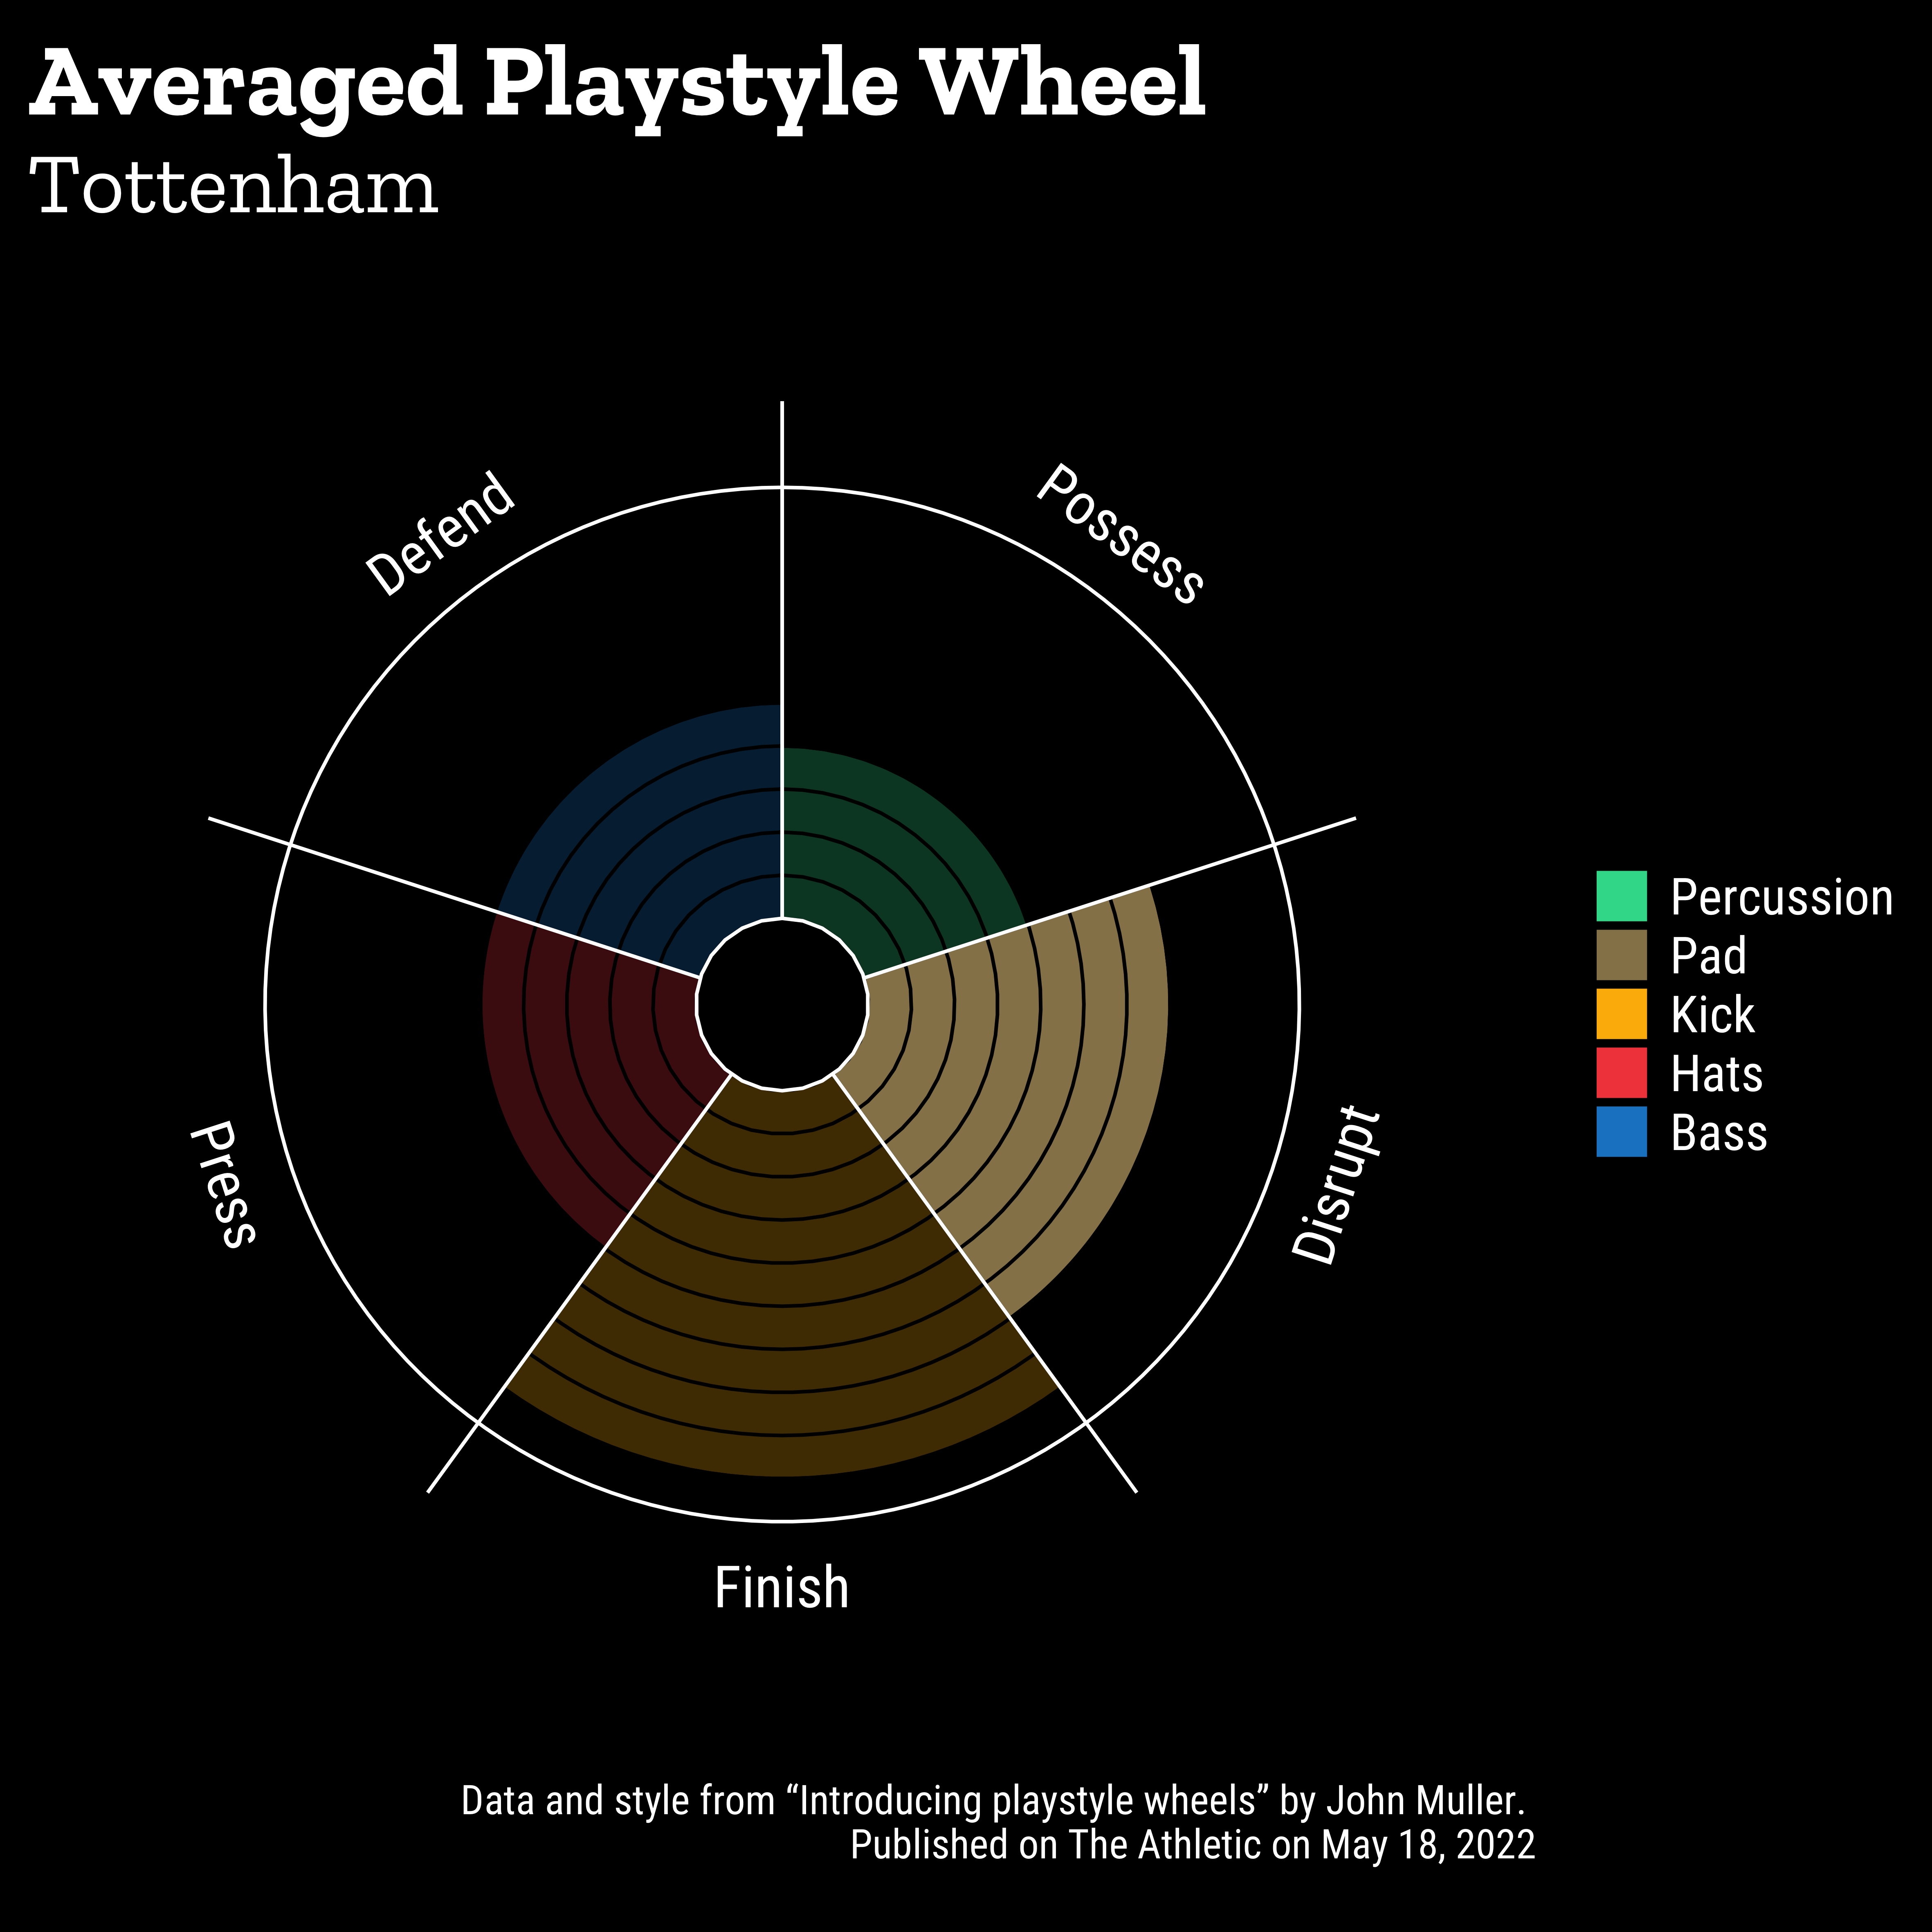 Averaged Playstyle Wheel
Tottenham
Defend
Possess
Press
Disrupt
Finish
Percussion
Pad
Kick
Hats
Bass
Data and style from “Introducing playstyle wheels” by John Muller.
Published on The Athletic on May 18, 2022